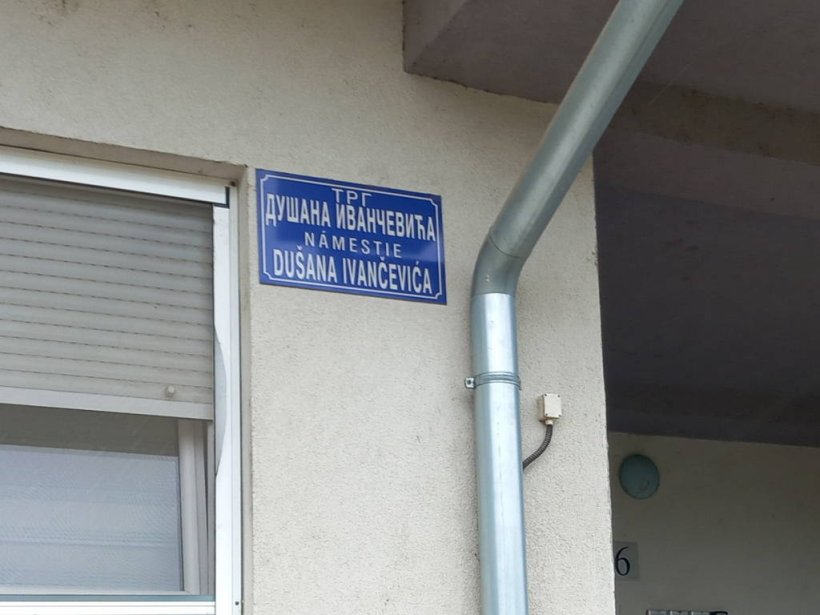 ТРГ
ДУШАНА ИВАНЧЕВИЋА
NÁMESTIE
DUŠANA IVANČEVIĆA
6